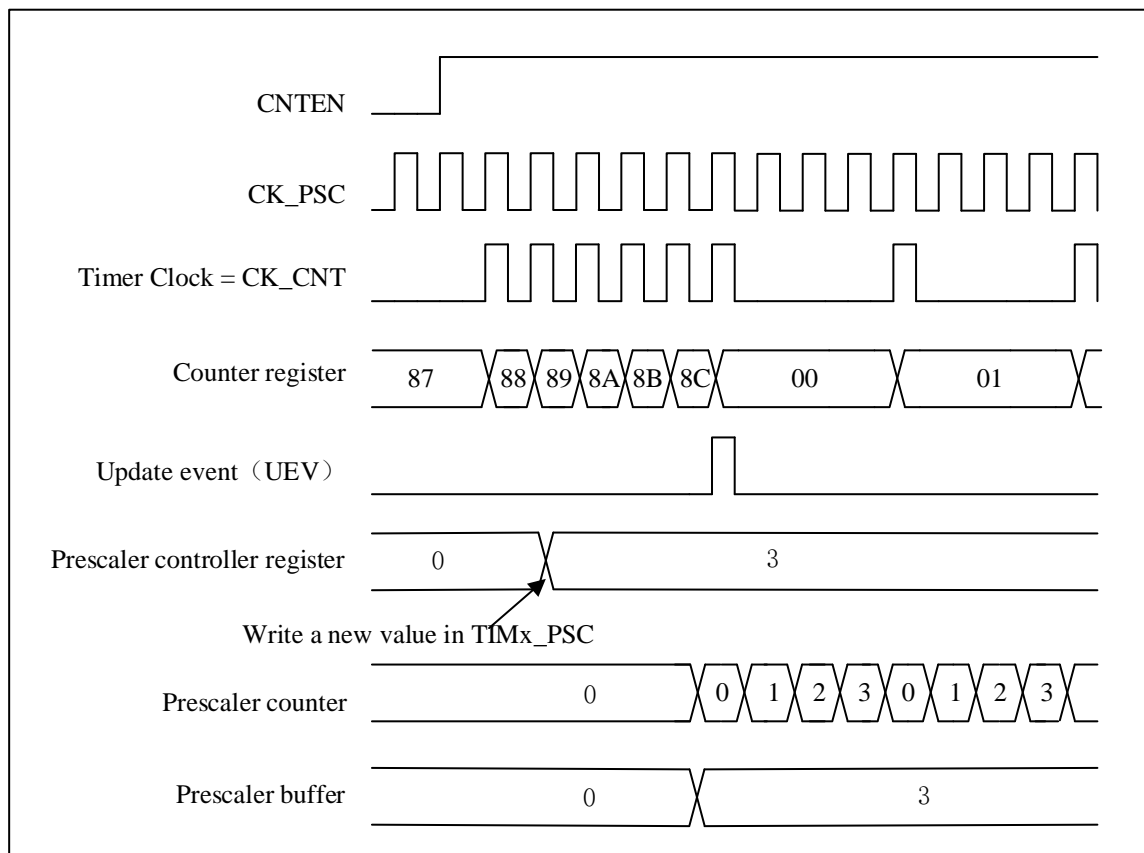 CNTEN
CK_PSC
Timer Clock = CK_CNT
Counter register
87 88 89 8A 8B 8C 00 01
Update event（UEV）
Prescaler controller register
0 3
Write a new value in TIMx_PSC
Prescaler counter
0 0 1 2 3 0 1 2 3
Prescaler buffer
0 3